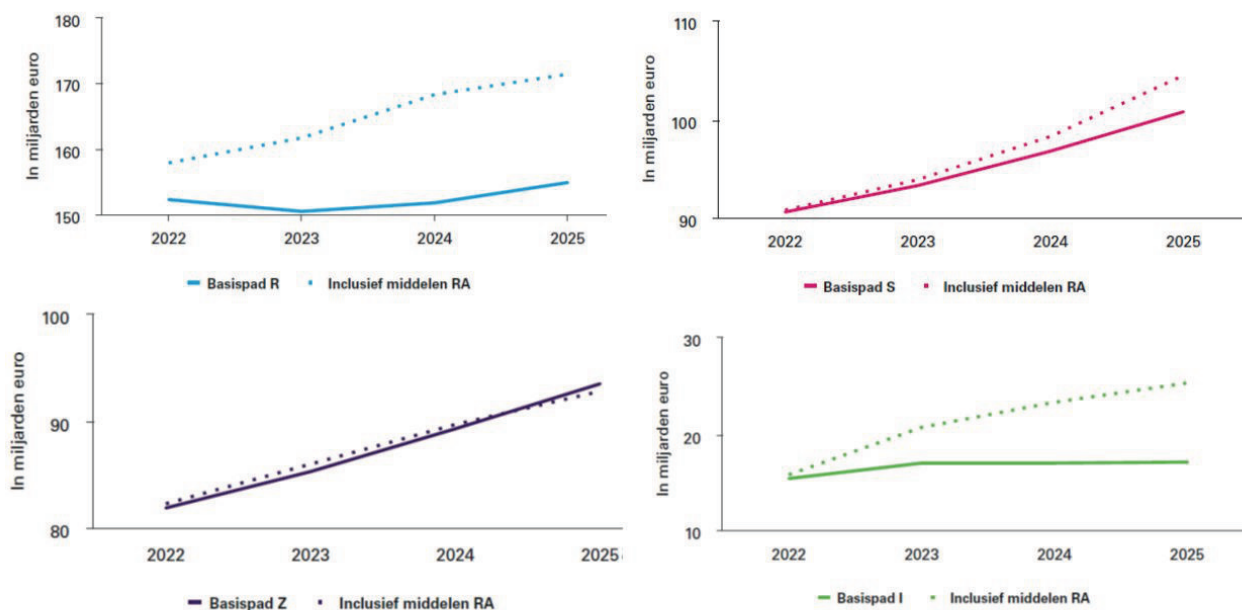 180
170
160
150
In miljarden euro
2022 2023 2024 2025
Basispad R Inclusief middelen RA
110
100
90
In miljarden euro
2022 2023 2024 2025
Basispad S Inclusief middelen RA
100
90
80
In miljarden euro
2022 2023 2024 2025
Basispad Z Inclusief middelen RA
30
20
10
In miljarden euro
2022 2023 2024 2025
Basispad I Inclusief middelen RA